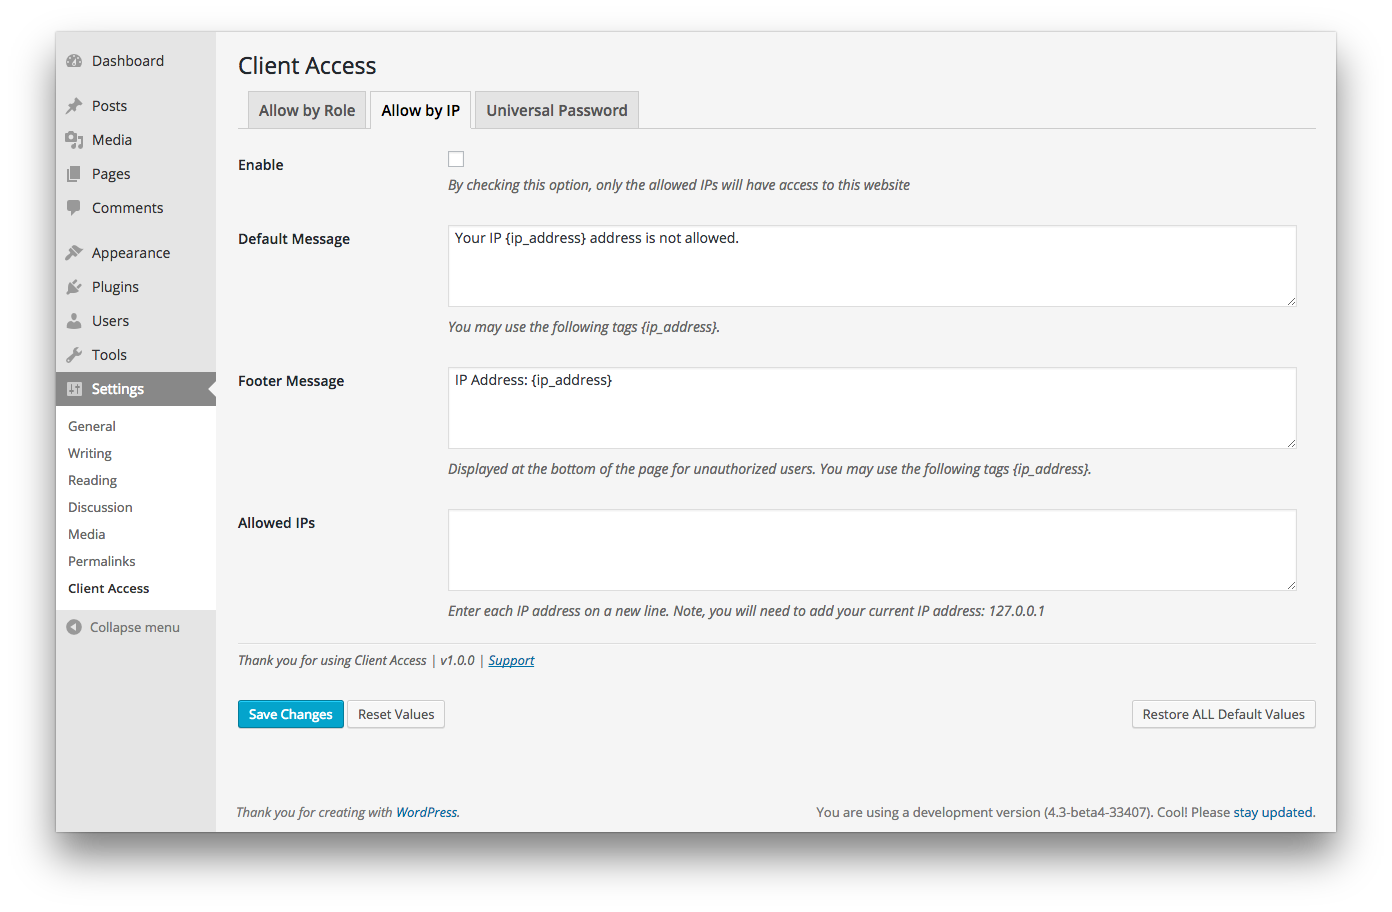 Dashboard
Posts
Media
Pages
Comments
Appearance
Plugins
Users
Tools
Settings
General
Writing
Reading
Discussion
Media
Permalinks
Client Access
Collapse menu
Client Access
Allow by Role
Allow by IP
Universal Password
Enable
By checking this option, only the allowed IPs will have access to this website
Default Message
Your IP {ip_address} address is not allowed.
You may use the following tags {ip_address}.
Footer Message
IP Address: {ip_address}
Displayed at the bottom of the page for unauthorized users. You may use the following tags {ip_address}.
Allowed IPs
Enter each IP address on a new line. Note, you will need to add your current IP address: 127.0.0.1
Thank you for using Client Access | v1.0.0 | Support
Save Changes
Reset Values
Restore ALL Default Values
Thank you for creating with WordPress.
You are using a development version (4.3-beta4-33407). Cool! Please stay updated.